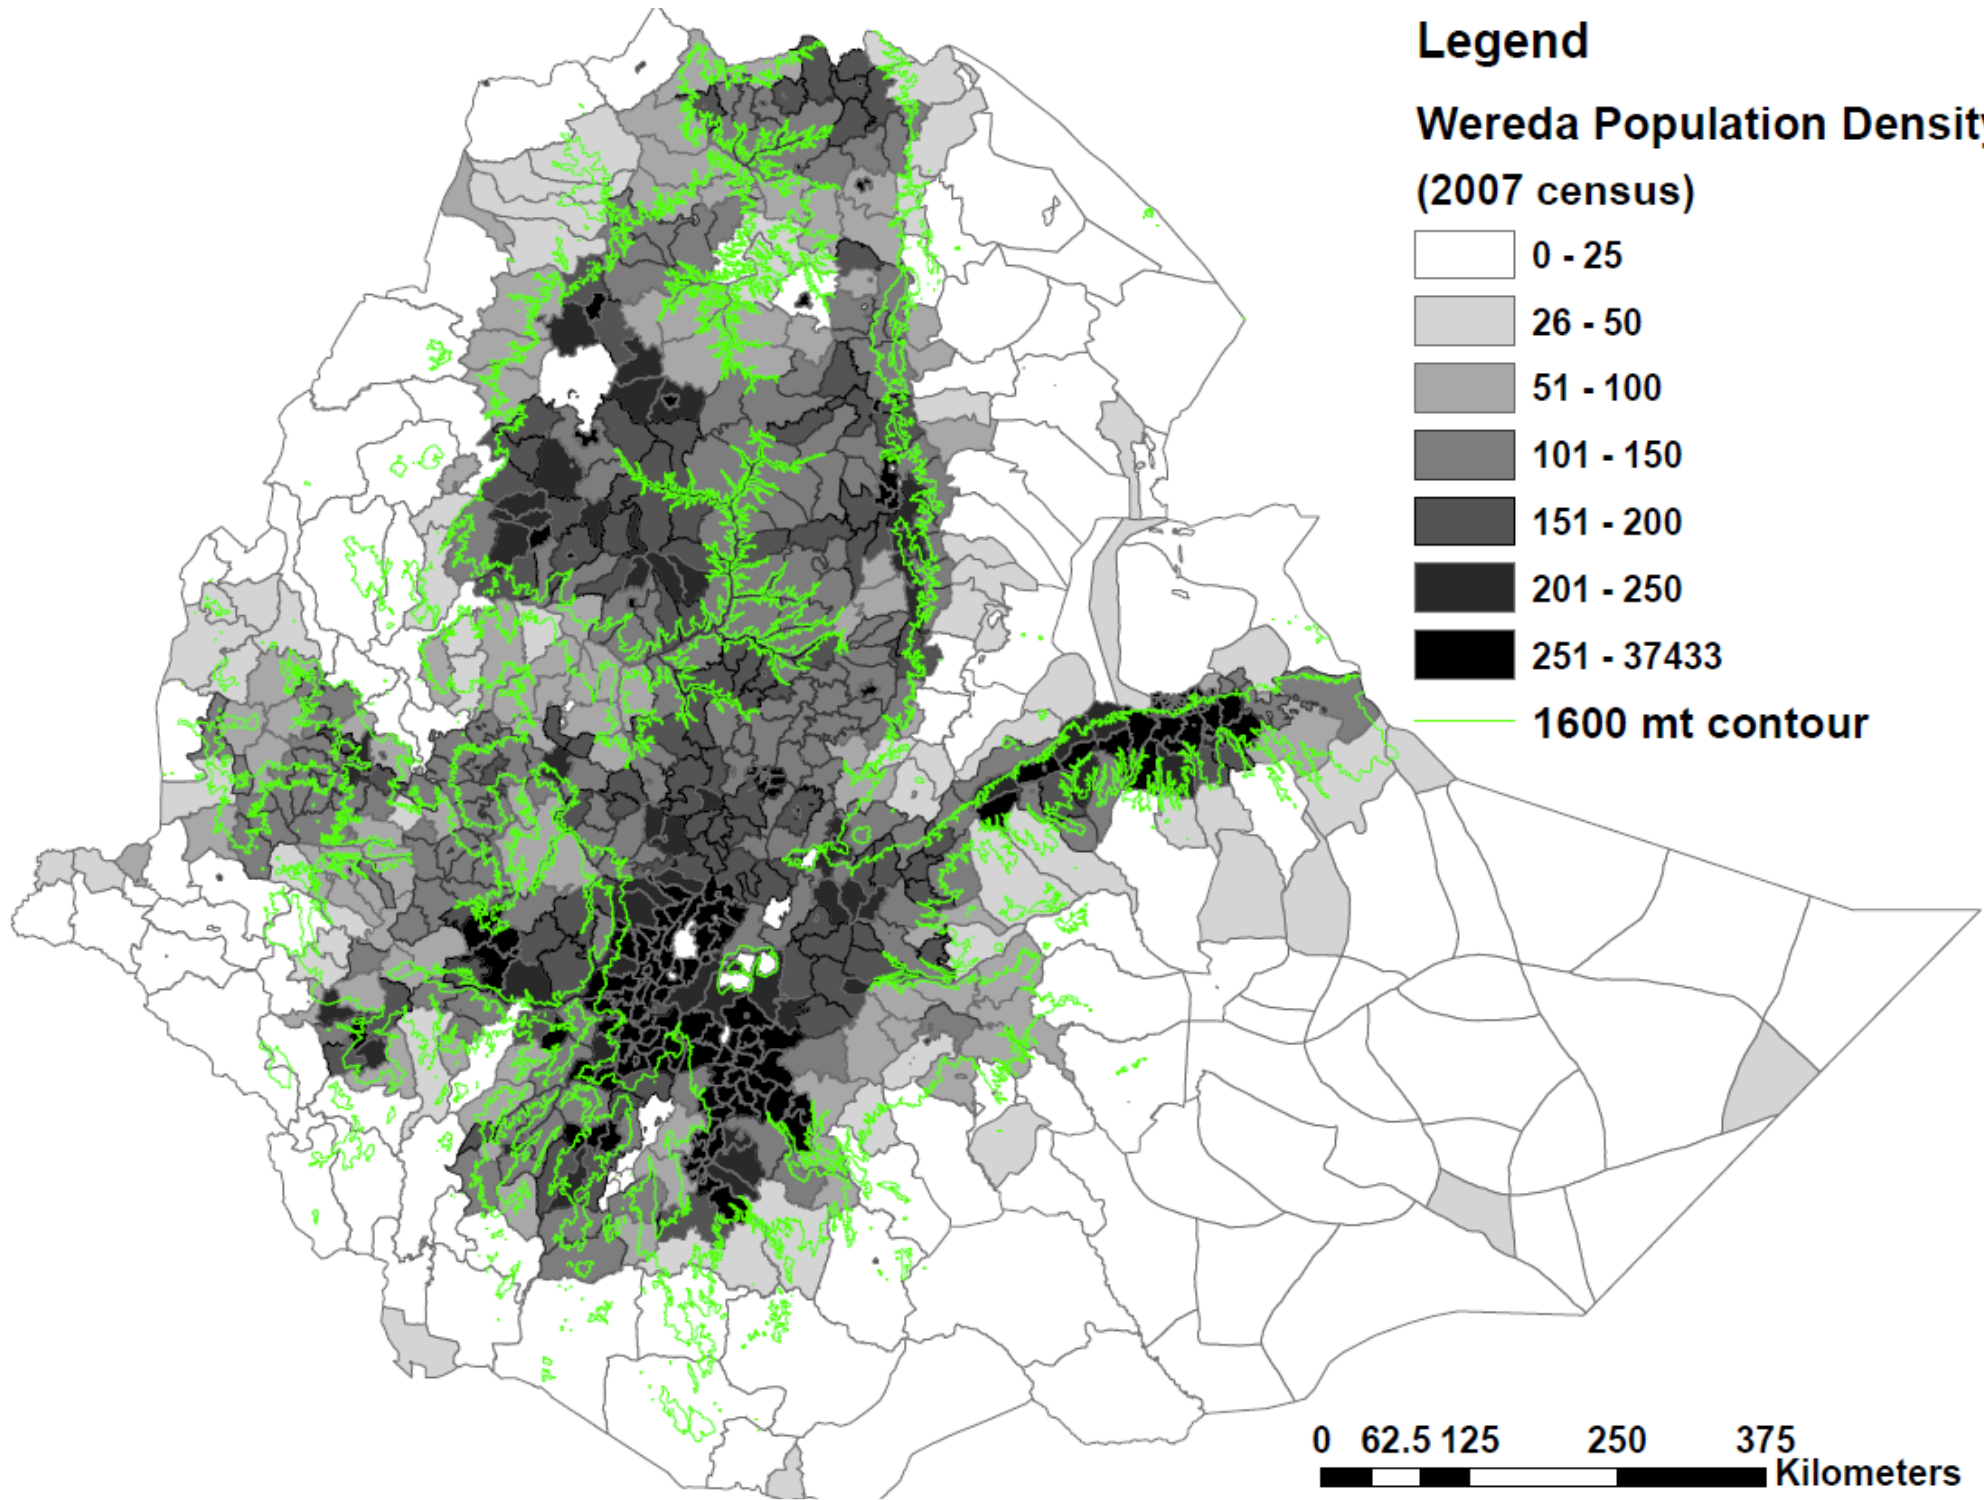 Legend
Wereda Population Density
(2007 census)
0 - 25
26 - 50
51 - 100
101 - 150
151 - 200
201 - 250
251 - 37433
1600 mt contour
0 62.5 125 250 375
Kilometers